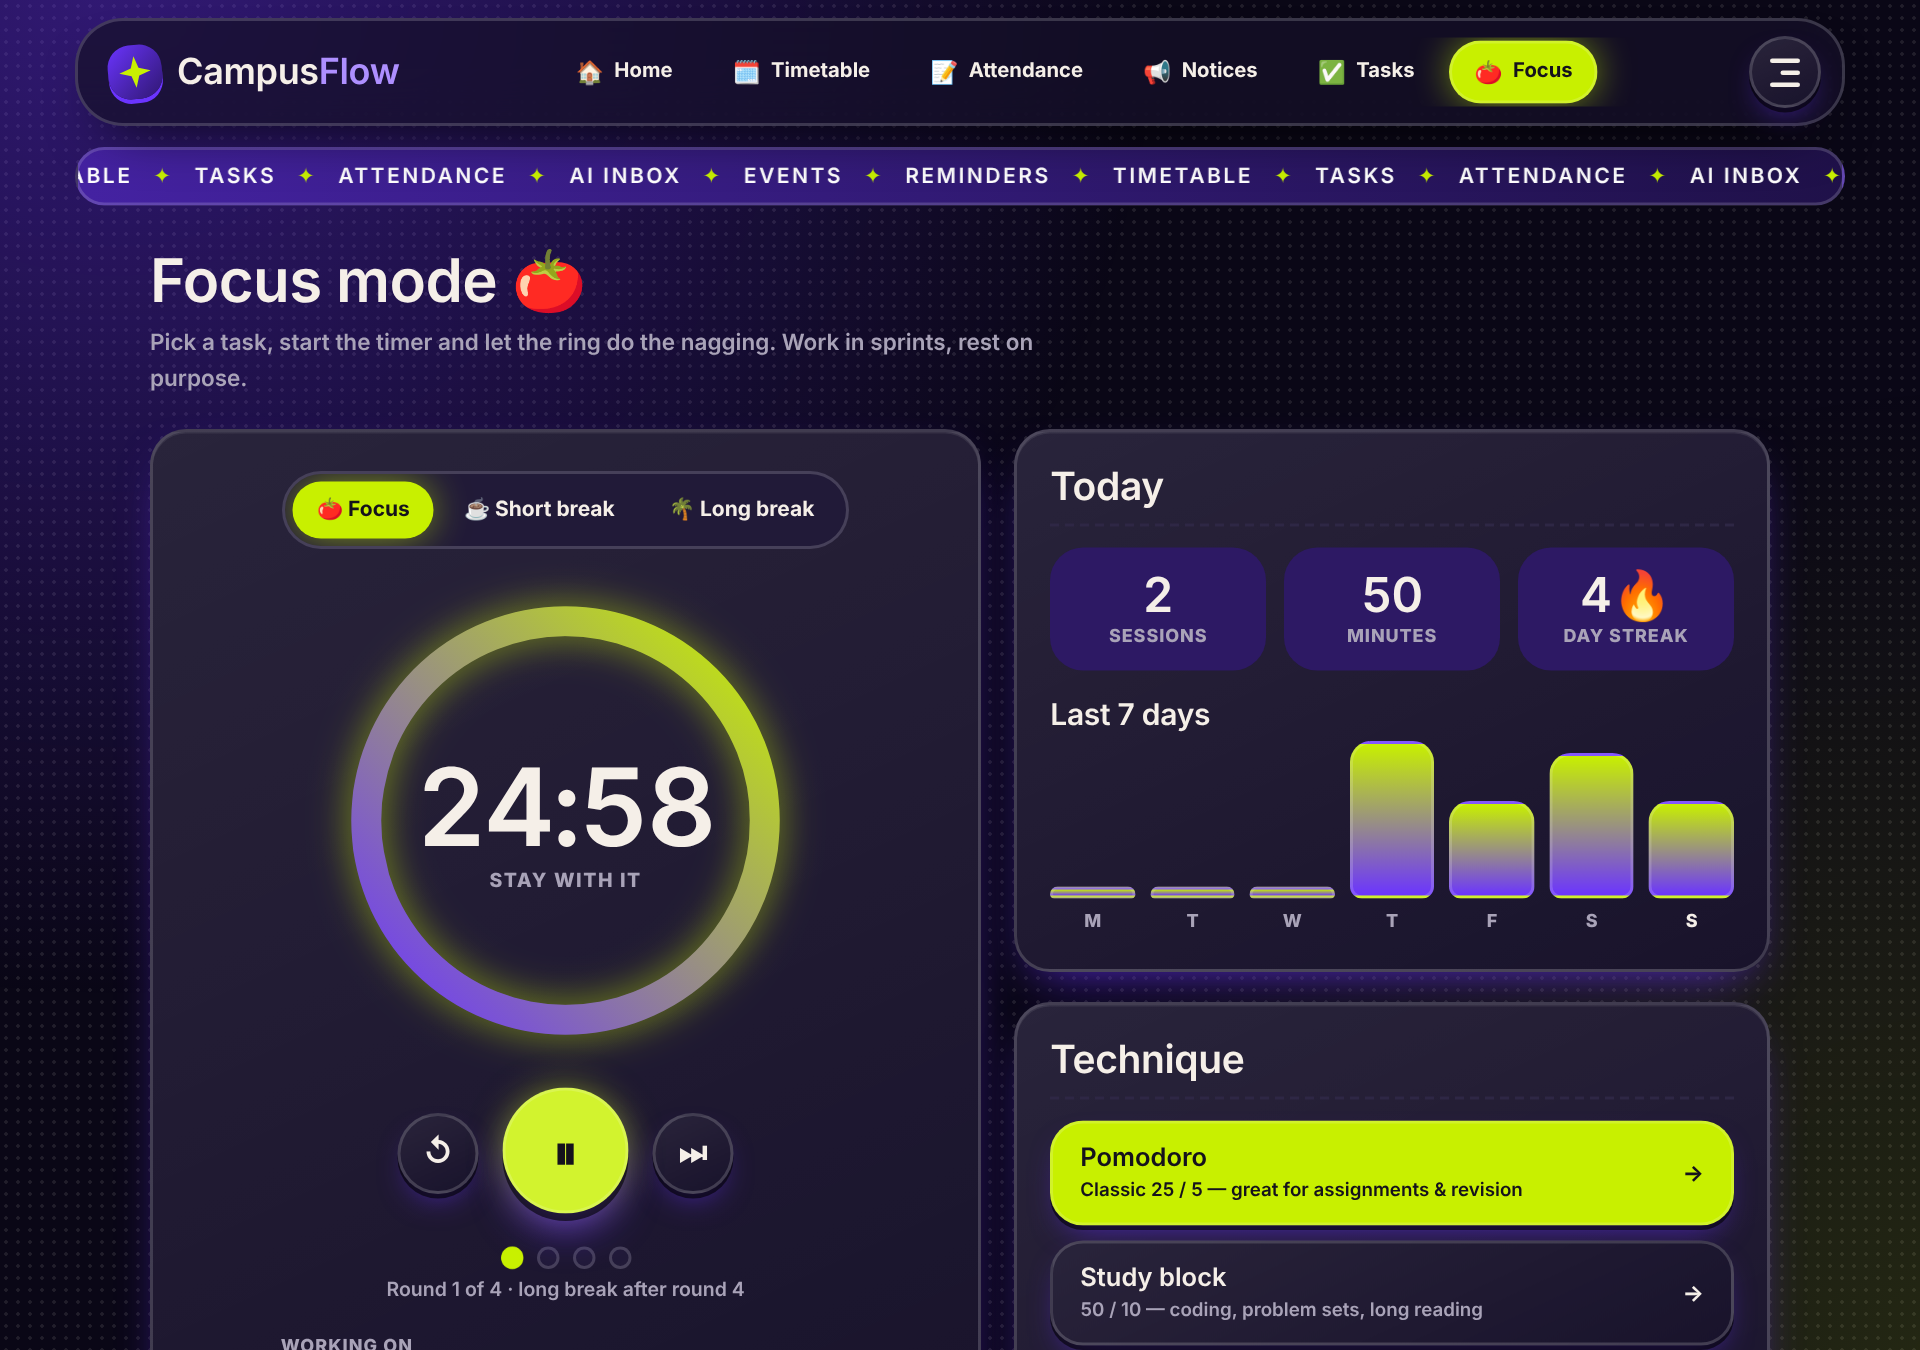 CampusFlow
🏠 Home
🗓️ Timetable
📝 Attendance
📢 Notices
✅ Tasks
🍅 Focus
ABLE ✦ TASKS ✦ ATTENDANCE ✦ AI INBOX ✦ EVENTS ✦ REMINDERS ✦ TIMETABLE ✦ TASKS ✦ ATTENDANCE ✦ AI INBOX ✦
Focus mode 🍅
Pick a task, start the timer and let the ring do the nagging. Work in sprints, rest on
purpose.
🍅 Focus
☕ Short break
🌴 Long break
24:58
STAY WITH IT
Round 1 of 4 · long break after round 4
WORKING ON
Today
2
SESSIONS
50
MINUTES
4🔥
DAY STREAK
Last 7 days
M T W T F S S
Technique
Pomodoro
Classic 25 / 5 — great for assignments & revision
→
Study block
50 / 10 — coding, problem sets, long reading
→